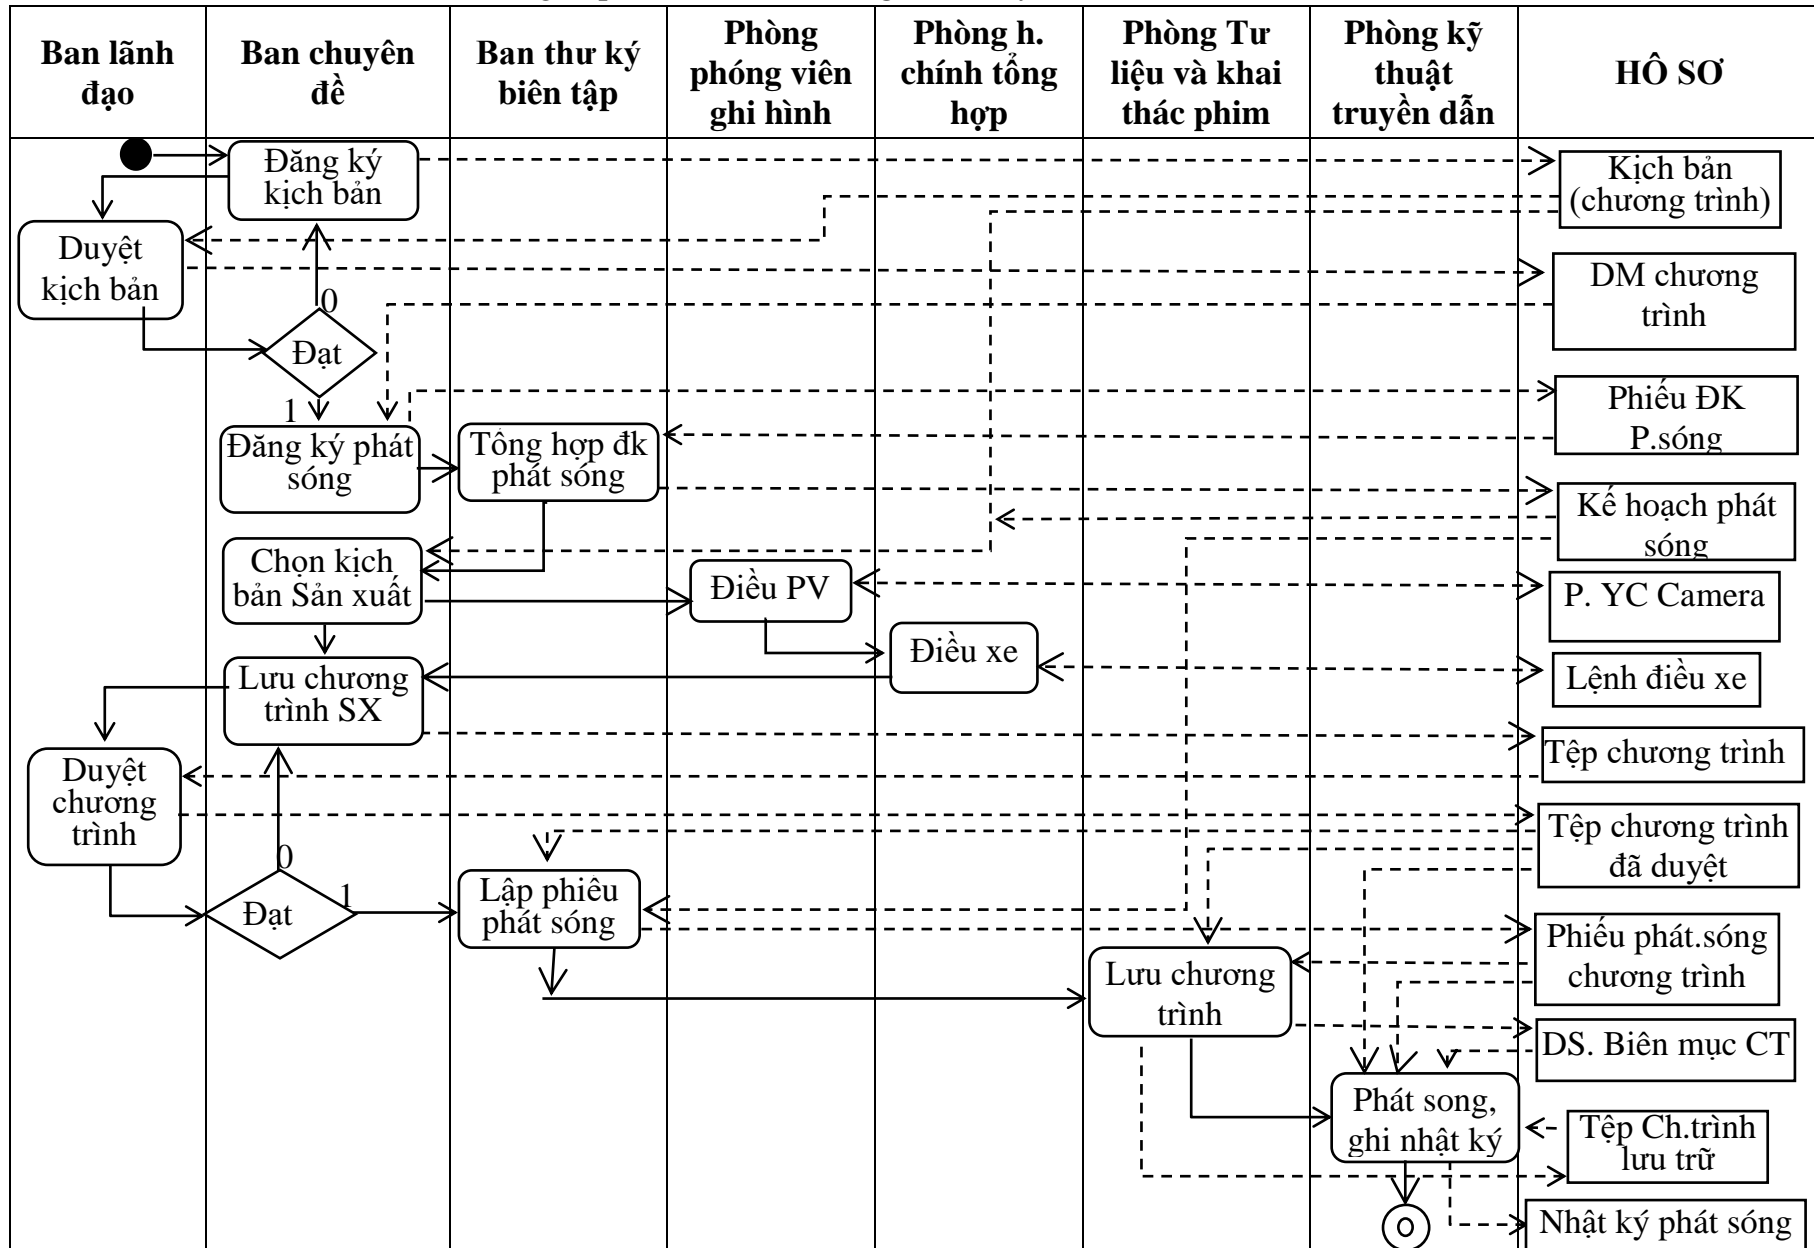 Ban lãnh
đạo
Ban chuyên
đề
Ban thư ký
biên tập
Phòng
phóng viên
ghi hình
Phòng h.
chính tổng
hợp
Phòng Tư
liệu và khai
thác phim
Phòng kỹ
thuật
truyền dẫn
HÔ SƠ
Đăng ký
kịch bản
Kịch bản
(chương trình)
Duyệt
kịch bản
DM chương
trình
0
Đạt
1
Phiếu ĐK
P.sóng
Đăng ký phát
sóng
Tông hợp đk
phát sóng
Kế hoạch phát
sóng
Chọn kịch
bản Sản xuất
Điều PV
P. YC Camera
Điều xe
Lệnh điều xe
Lưu chương
trình SX
Tệp chương trình
Duyệt
chương
trình
Tệp chương trình
đã duyệt
0
1
Đạt
Lập phiêu
phát sóng
Phiếu phát.sóng
chương trình
Lưu chương
trình
DS. Biên mục CT
Phát song,
ghi nhật ký
Tệp Ch.trình
lưu trữ
Nhật ký phát sóng